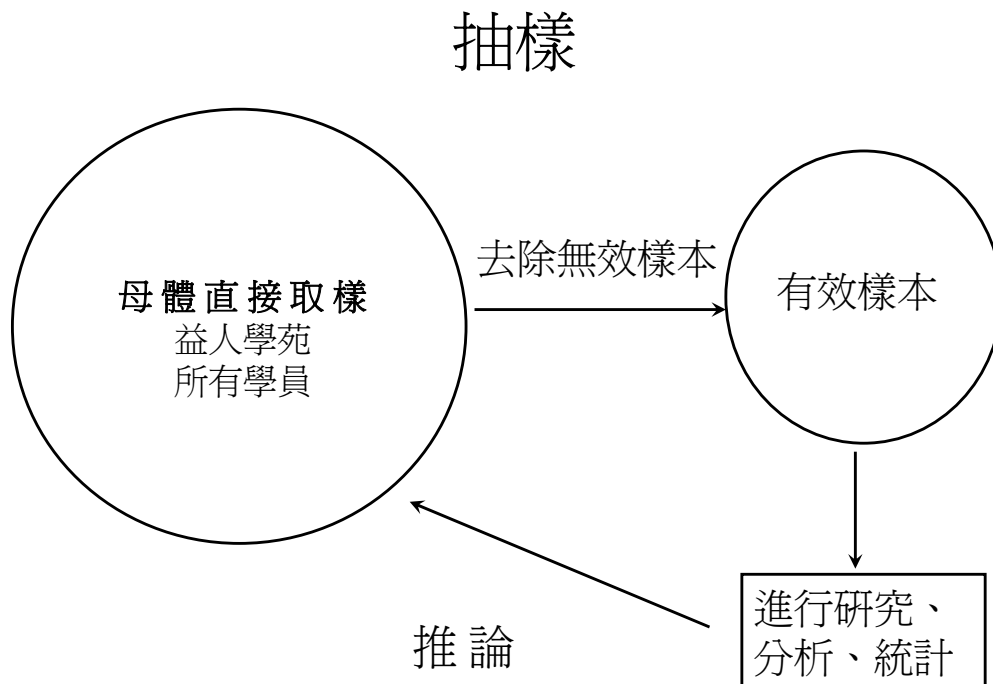 抽樣
去除無效樣本
母體直接取樣
益人學苑
所有學員
有效樣本
進行研究、
分析、統計
推論